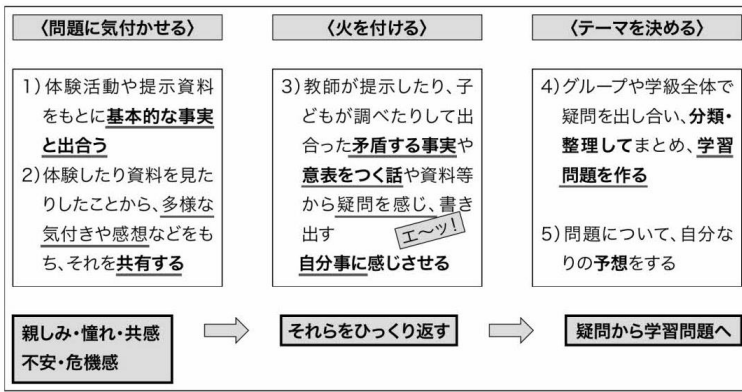 〈問題に気付かせる〉
1)体験活動や提示資料
をもとに基本的な事実
と出合う
2)体験したり資料を見た
りしたことから、多様な
気付きや感想などをも
ち、それを共有する
親しみ・憧れ・共感
不安・危機感
〈火を付ける〉
3)教師が提示したり、子
どもが調べたりして出
合った矛盾する事実や
意表をつく話や資料等
から疑問を感じ、書き
出す
エ〜ッ!
自分事に感じさせる
それらをひっくり返す
〈テーマを決める〉
4)グループや学級全体で
疑問を出し合い、分類・
整理してまとめ、学習
問題を作る
5)問題について、自分な
りの予想をする
疑問から学習問題へ